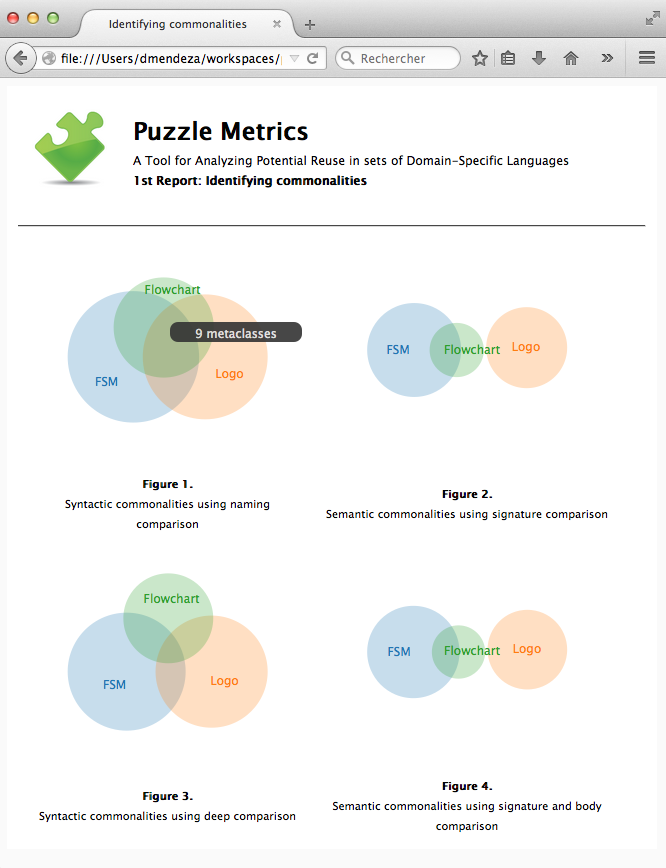 Identifying commonalities
file:///Users/dmendeza/workspaces/
Rechercher
Puzzle Metrics
A Tool for Analyzing Potential Reuse in sets of Domain-Specific Languages
1st Report: Identifying commonalities
Flowchart
9 metaclasses
FSM
Logo
FSM
Flowchart
Logo
Figure 1.
Syntactic commonalities using naming
comparison
Figure 2.
Semantic commonalities using signature comparison
Flowchart
FSM
Logo
FSM
Flowchart
Logo
Figure 3.
Syntactic commonalities using deep comparison
Figure 4.
Semantic commonalities using signature and body
comparison